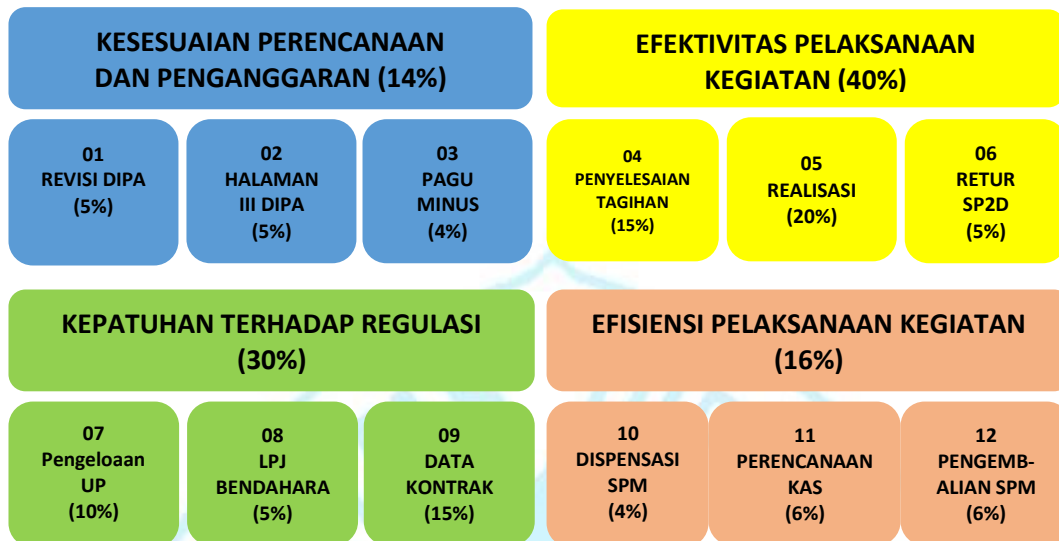 KESESUAIAN PERENCANAAN
DAN PENGANGGARAN (14%)
01
REVISI DIPA
(5%)
02
HALAMAN
III DIPA
(5%)
03
PAGU
MINUS
(4%)
EFEKTIVITAS PELAKSANAAN
KEGIATAN (40%)
04
PENYELESAIAN
TAGIHAN
(15%)
05
REALISASI
(20%)
06
RETUR
SP2D
(5%)
KEPATUHAN TERHADAP REGULASI
(30%)
07
Pengeloaan
UP
(10%)
08
LPJ
BENDAHARA
(5%)
09
DATA
KONTRAK
(15%)
EFISIENSI PELAKSANAAN KEGIATAN
(16%)
10
DISPENSASI
SPM
(4%)
11
PERENCANAAN
KAS
(6%)
12
PENGEMB-
ALIAN SPM
(6%)